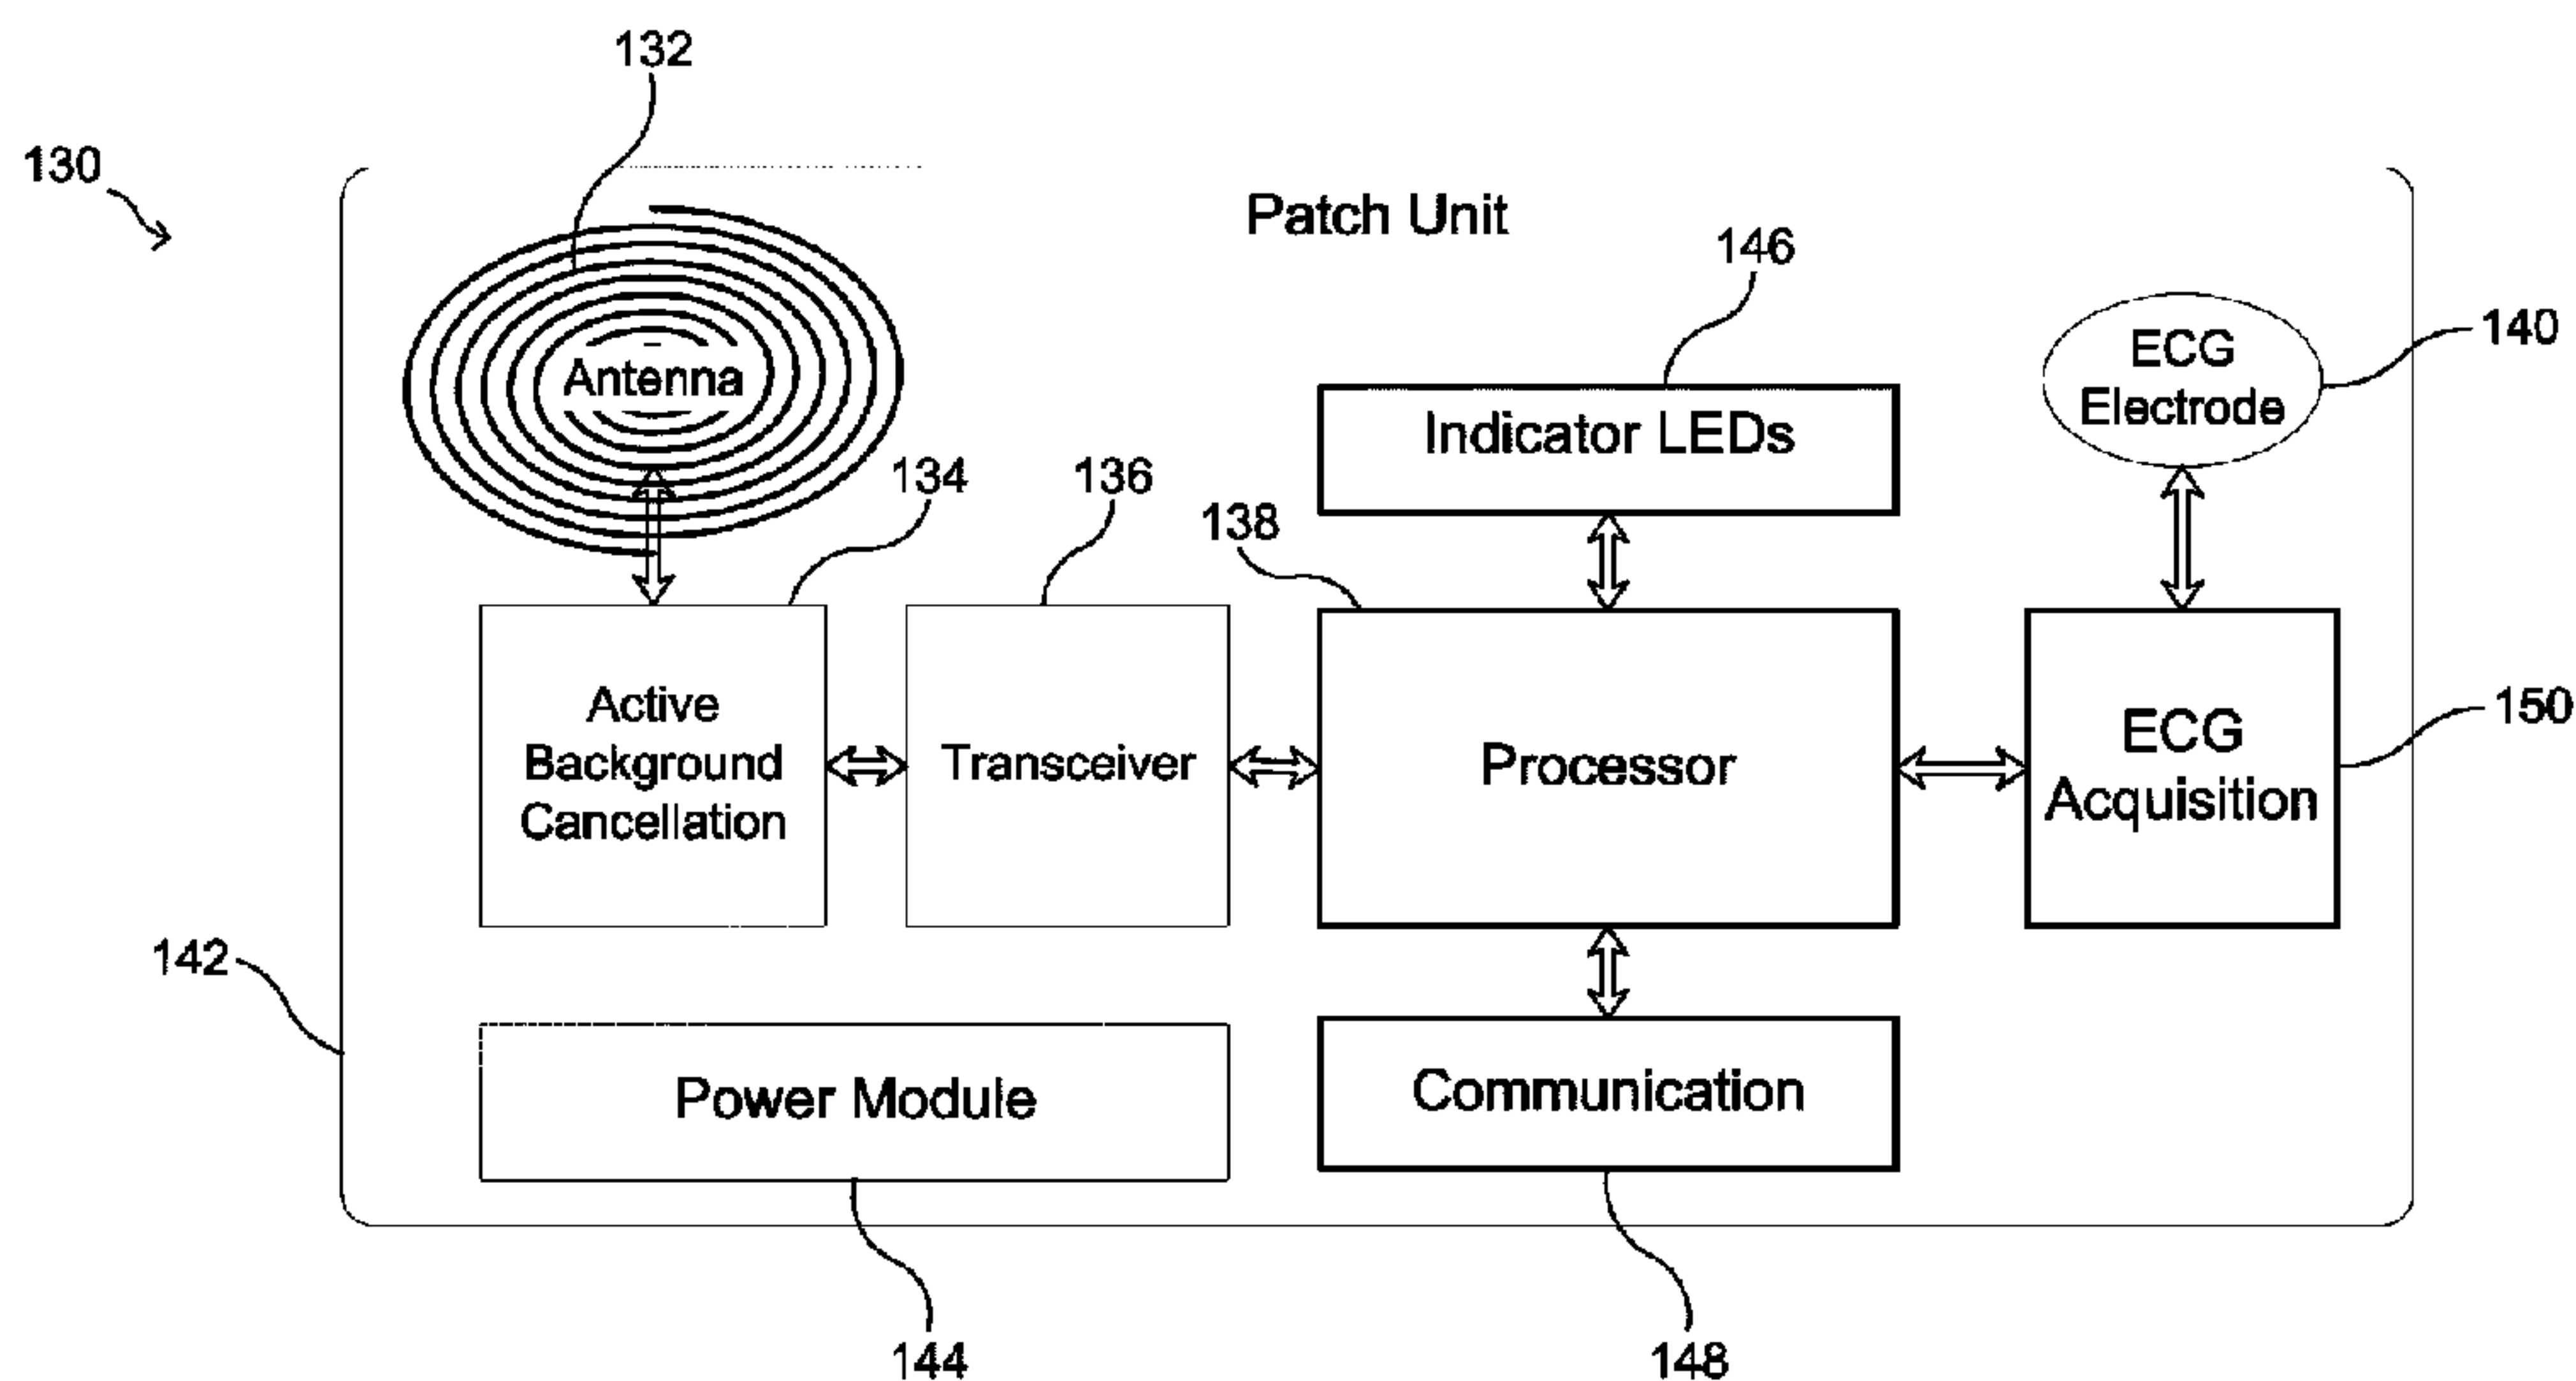 132
130
Patch Unit
146
140
ECG
Electrode
Antenna
Indicator LEDs
134
136
138
Active
Background
Cancellation
Transceiver
Processor
ECG
Acquisition
150
142
Power Module
Communication
144
148